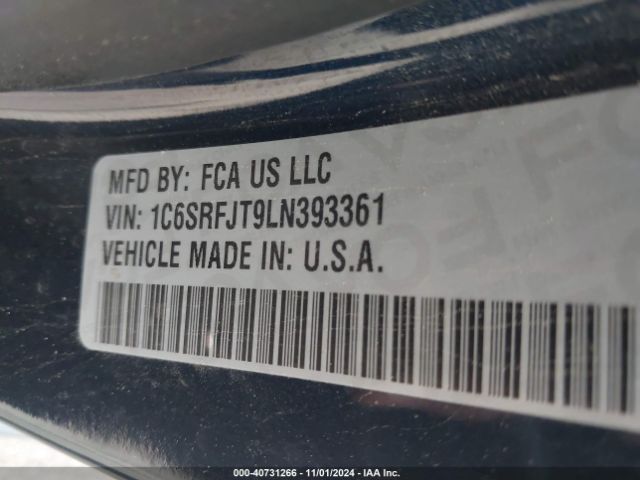 MFD BY: FCA US LLC
VIN: 1C6SRFJT9LN393361
VEHICLE MADE IN: U.S.A.
000-40731266 - 11/01/2024 - IAA Inc.